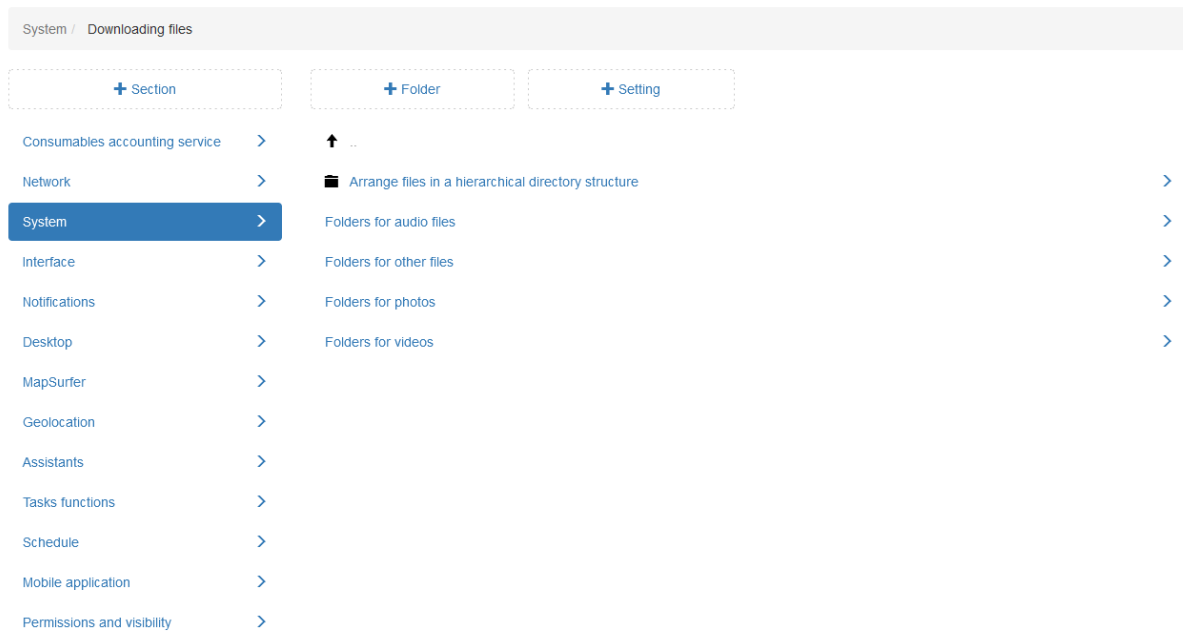 System / Downloading files
Section
Folder
Setting
Consumables accounting service
Network
System
Interface
Notifications
Desktop
MapSurfer
Geolocation
Assistants
Tasks functions
Schedule
Mobile application
Permissions and visibility
..
Arrange files in a hierarchical directory structure
Folders for audio files
Folders for other files
Folders for photos
Folders for videos